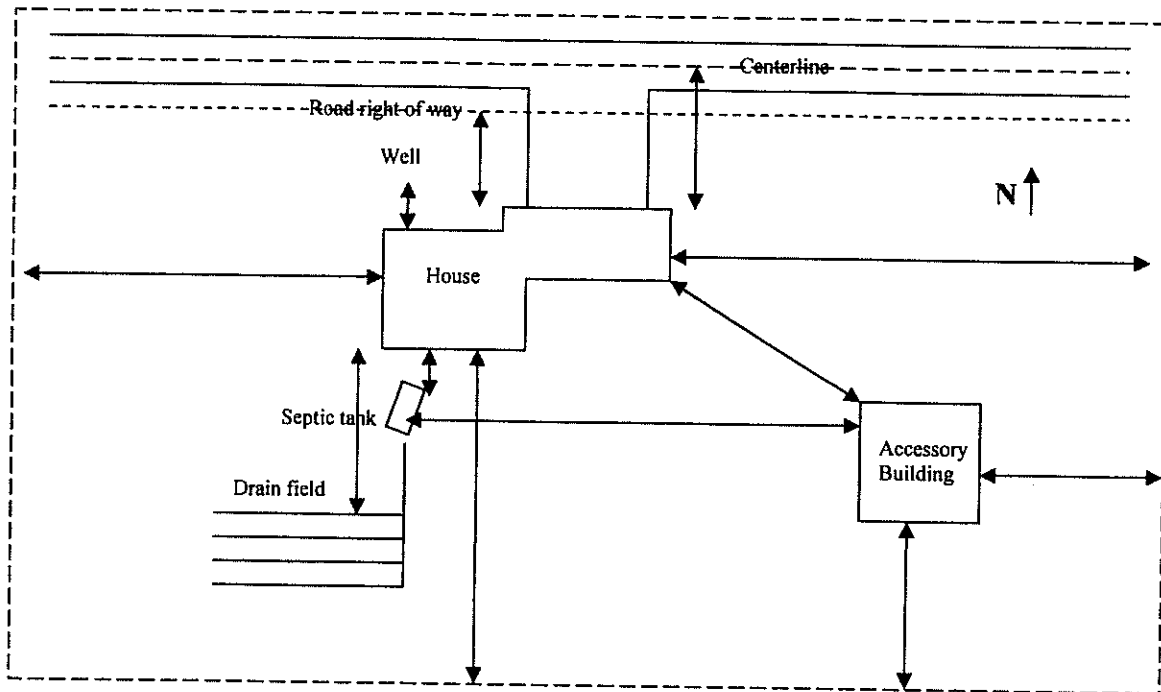 Centerline
Road right of way
Well
N
House
Septic tank
Accessory
Building
Drain field